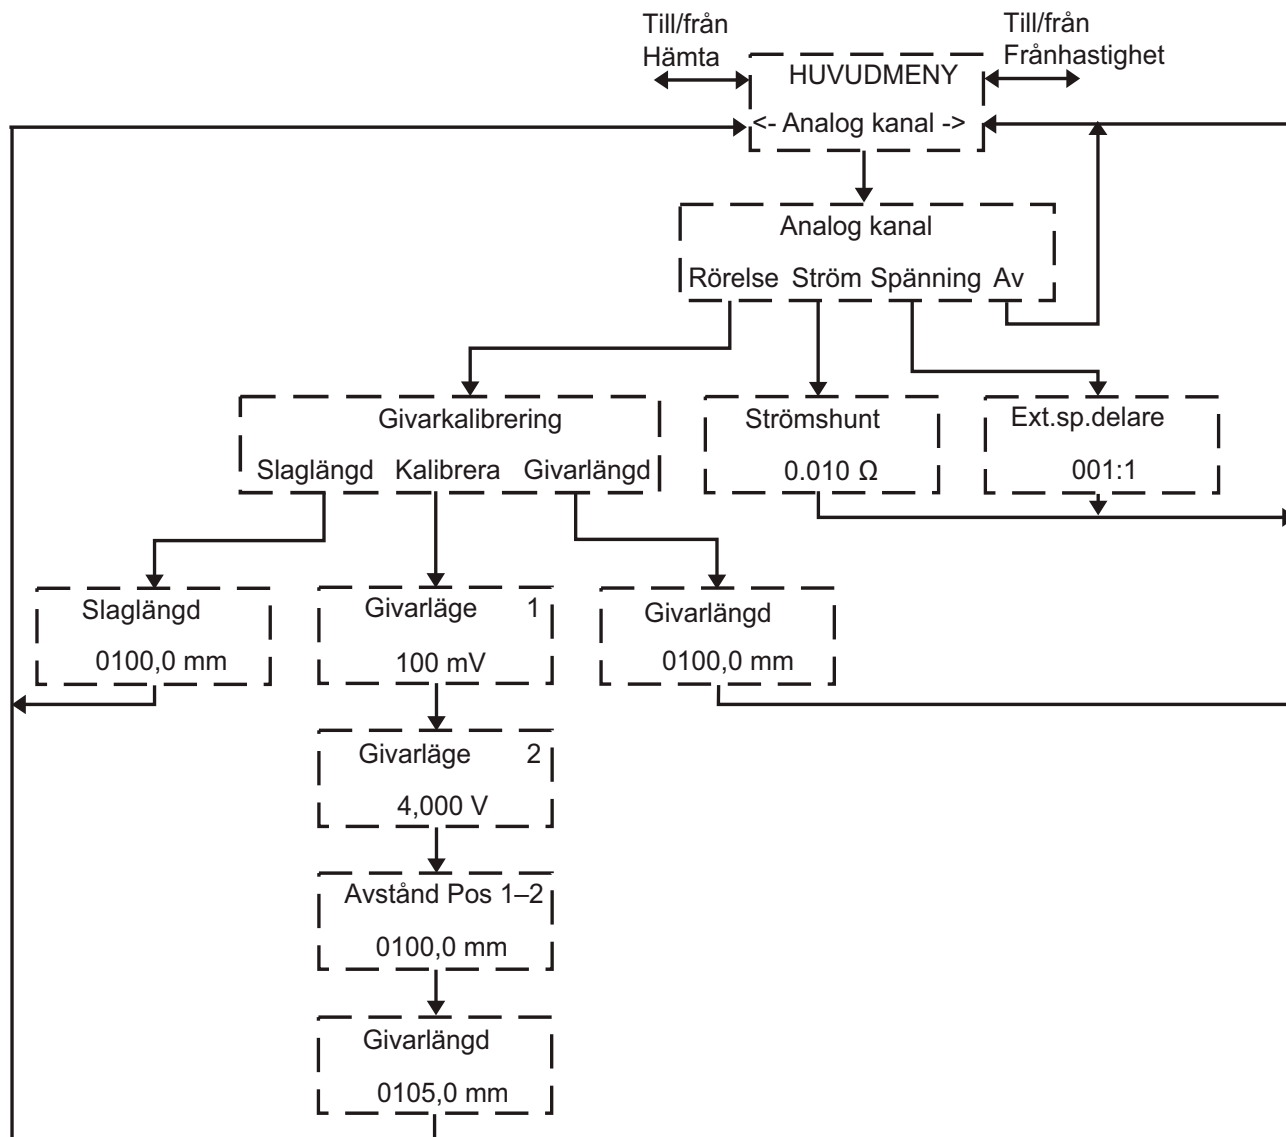 Till/från
Hämta
Till/från
Frånhastighet
HUVUDMENY
<- Analog kanal ->
Analog kanal
Rörelse Ström Spänning Av
Givarkalibrering
Slaglängd Kalibrera Givarlängd
Strömshunt
0.010 Ω
Ext.sp.delare
001:1
Slaglängd
0100,0 mm
Givarläge 1
100 mV
Givarlängd
0100,0 mm
Givarläge 2
4,000 V
Avstånd Pos 1–2
0100,0 mm
Givarlängd
0105,0 mm